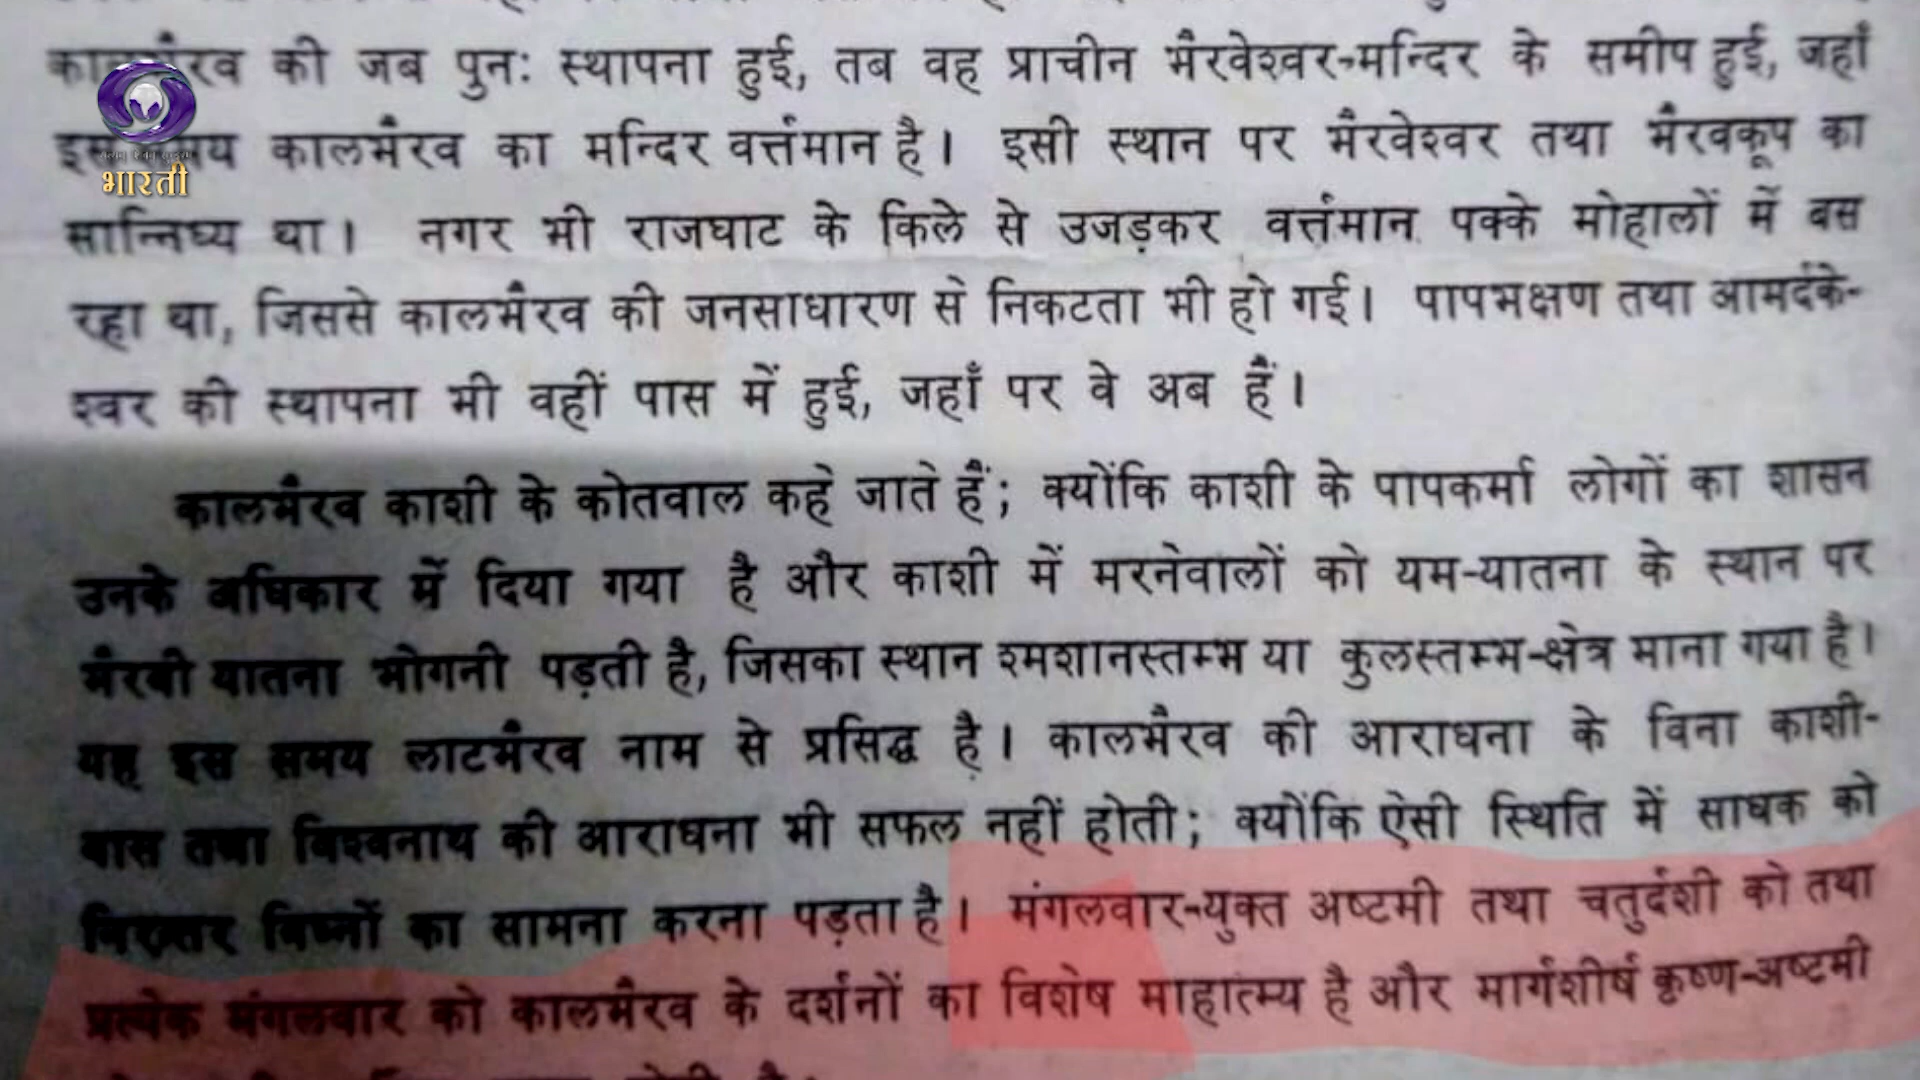 कालभैरव की जब पुनः स्थापना हुई, तब वह प्राचीन भैरवेश्वर-मन्दिर के समीप हुई, जहाँ
इस समय कालभैरव का मन्दिर वर्त्तमान है। इसी स्थान पर भैरवेश्वर तथा भैरवकूप का
सान्निध्य था। नगर भी राजघाट के किले से उजड़कर वर्त्तमान पक्के मोहालों में बस
रहा था, जिससे कालभैरव की जनसाधारण से निकटता भी हो गई। पापभक्षण तथा आमर्दके-
श्वर की स्थापना भी वहीं पास में हुई, जहाँ पर वे अब हैं।
कालभैरव काशी के कोतवाल कहे जाते हैं; क्योंकि काशी के पापकर्मा लोगों का शासन
उनके अधिकार में दिया गया है और काशी में मरनेवालों को यम-यातना के स्थान पर
भैरवी यातना भोगनी पड़ती है, जिसका स्थान श्मशानस्तम्भ या कुलस्तम्भ-क्षेत्र माना गया है।
यह इस समय लाटभैरव नाम से प्रसिद्ध है। कालभैरव की आराधना के विना काशी-
वास तथा विश्वनाथ की आराधना भी सफल नहीं होती; क्योंकि ऐसी स्थिति में साधक को
निरन्तर विघ्नों का सामना करना पड़ता है। मंगलवार-युक्त अष्टमी तथा चतुर्दशी को तथा
प्रत्येक मंगलवार को कालभैरव के दर्शनों का विशेष माहात्म्य है और मार्गशीर्ष कृष्ण-अष्टमी
भारती